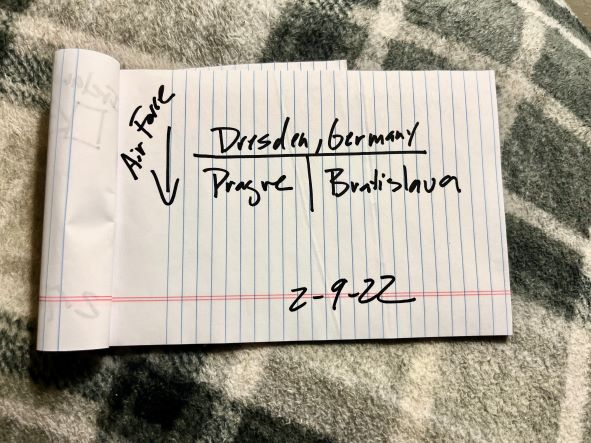 Air Force
Dresden, Germany
Prague Bratislava
2-9-22